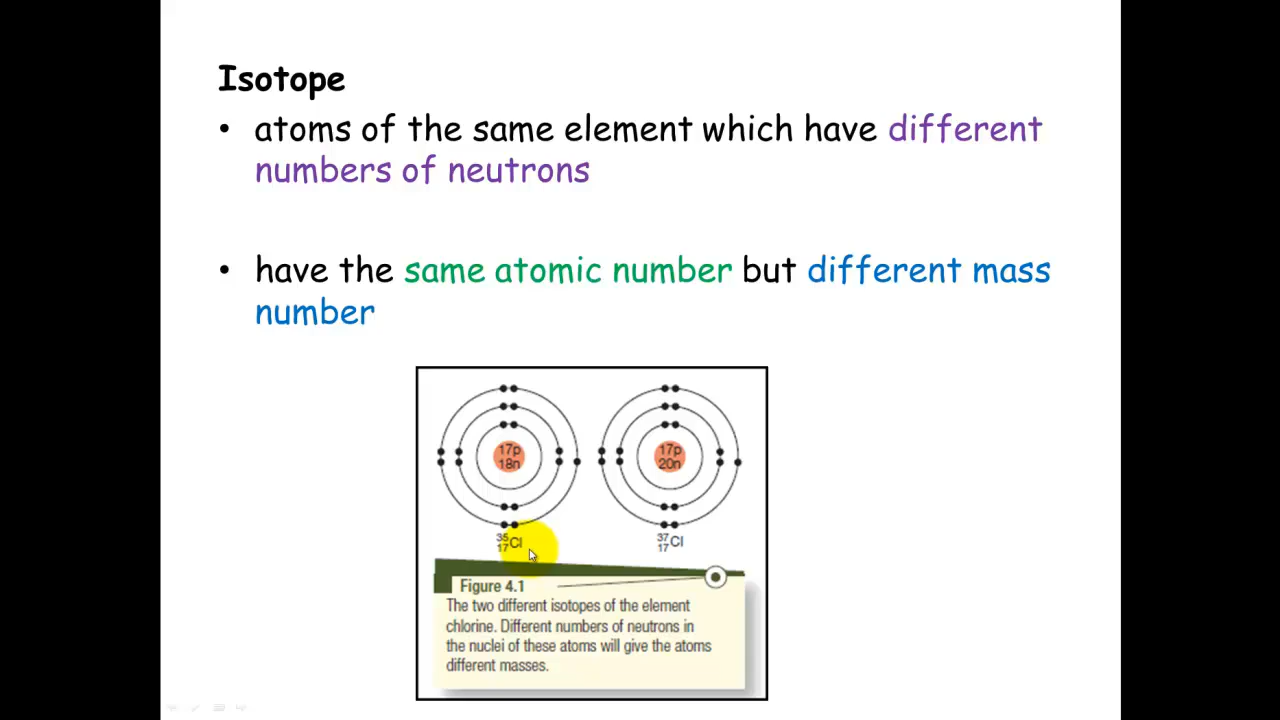 Isotope
• atoms of the same element which have different
numbers of neutrons
• have the same atomic number but different mass
number
17p
18n
17p
20n
35
17Cl
37
17Cl
Figure 4.1
The two different isotopes of the element
chlorine. Different numbers of neutrons in
the nuclei of these atoms will give the atoms
different masses.